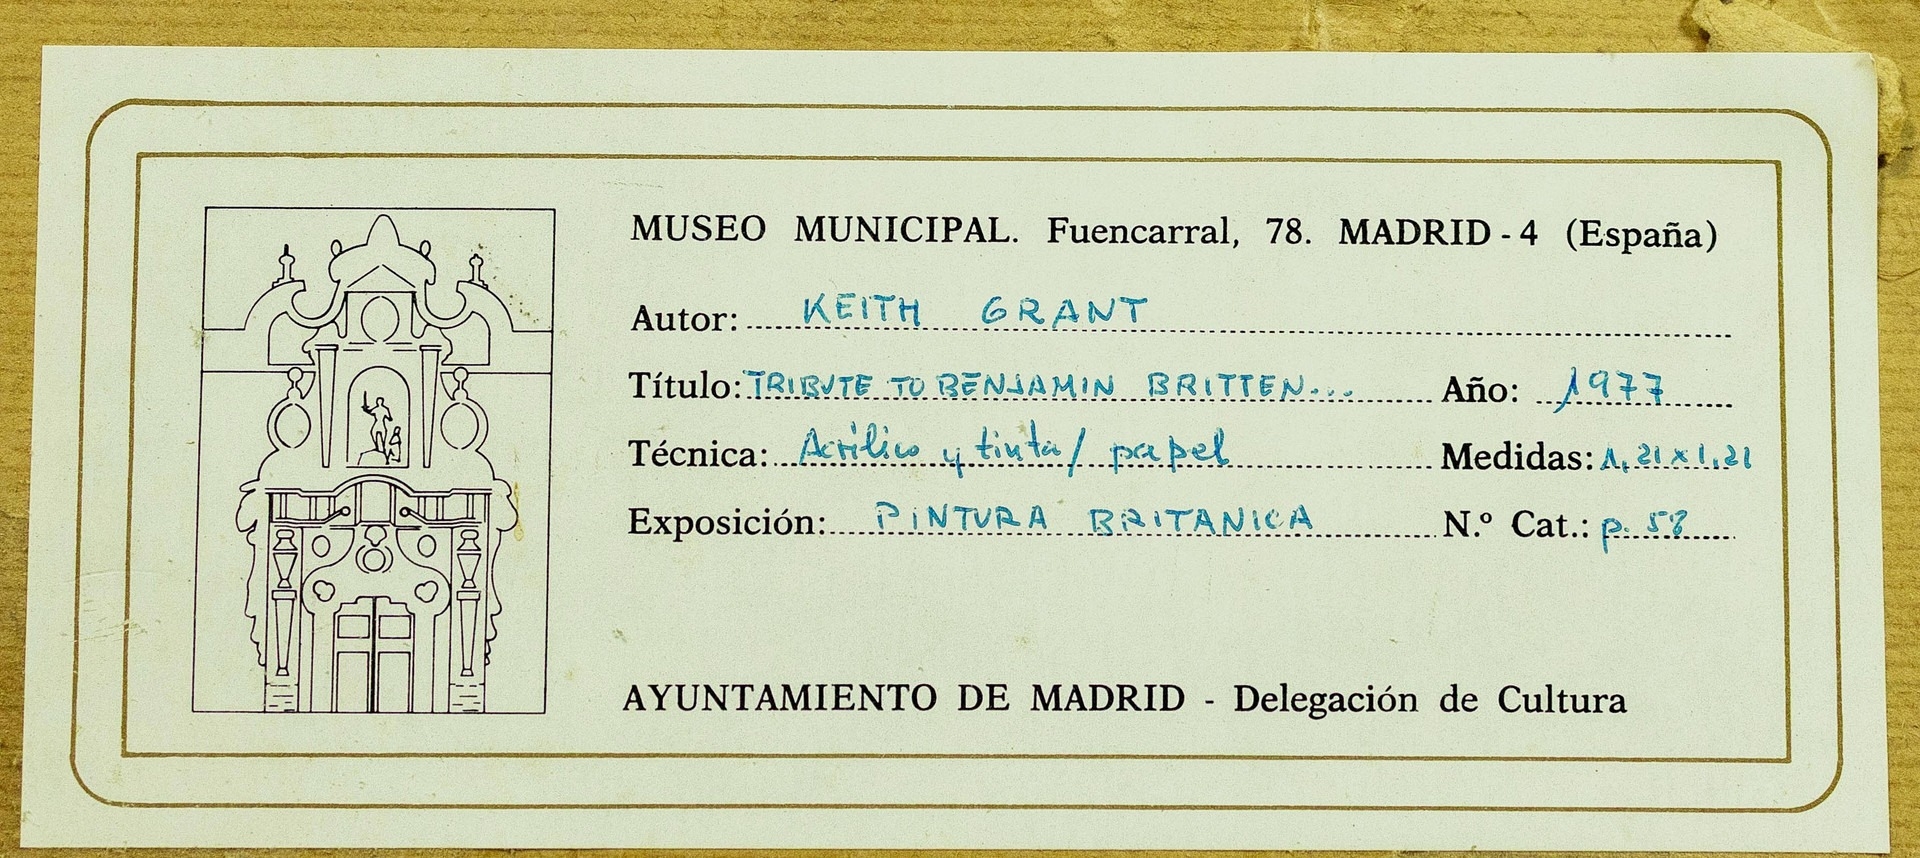 MUSEO MUNICIPAL. Fuencarral, 78. MADRID - 4 (España)
Autor: KEITH GRANT
Título: TRIBUTE TO BENJAMIN BRITTEN... Año: 1977
Técnica: Acrílico y tinta / papel Medidas: 1,21 x 1,21
Exposición: PINTURA BRITANICA N.º Cat.: p. 58
AYUNTAMIENTO DE MADRID - Delegación de Cultura